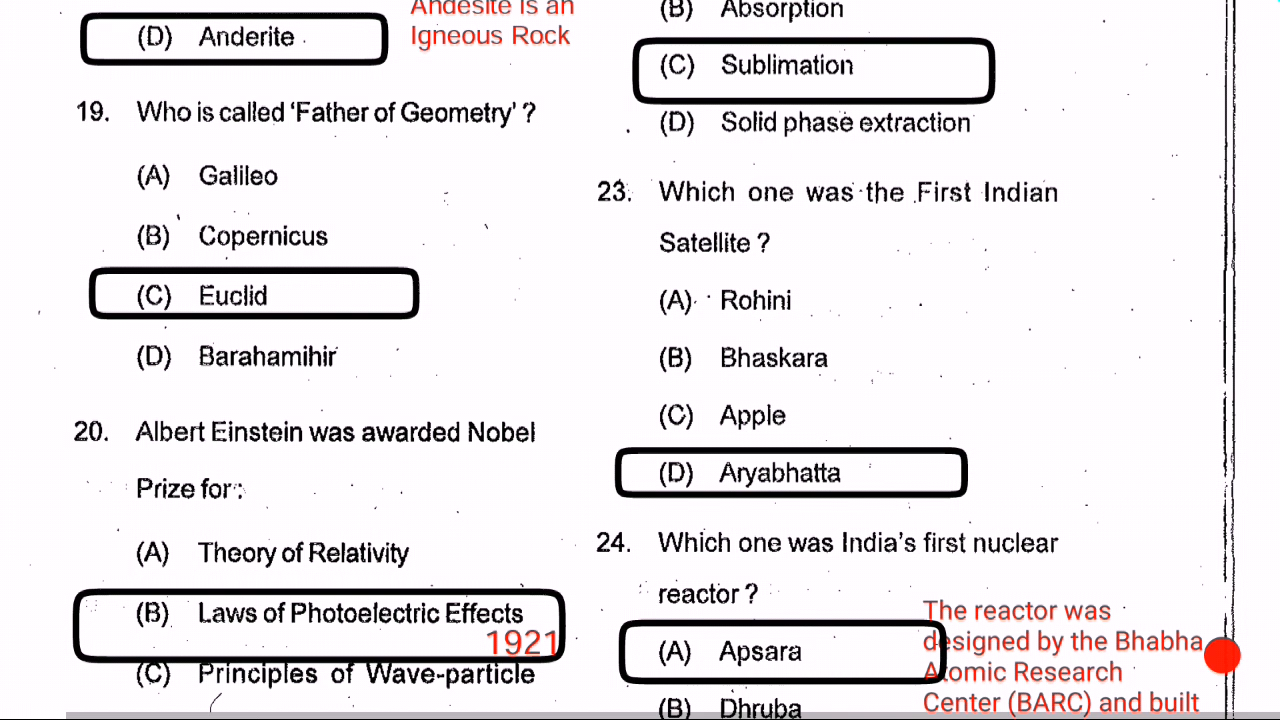 (D) Anderite
Andesite is an
Igneous Rock
19. Who is called ‘Father of Geometry’ ?
(A) Galileo
(B) Copernicus
(C) Euclid
(D) Barahamihir
20. Albert Einstein was awarded Nobel
Prize for :
(A) Theory of Relativity
(B) Laws of Photoelectric Effects
1921
(C) Principles of Wave-particle
(B) Absorption
(C) Sublimation
(D) Solid phase extraction
23. Which one was the First Indian
Satellite ?
(A) Rohini
(B) Bhaskara
(C) Apple
(D) Aryabhatta
24. Which one was India’s first nuclear
reactor ?
(A) Apsara
(B) Dhruba
The reactor was
designed by the Bhabha
Atomic Research
Center (BARC) and built